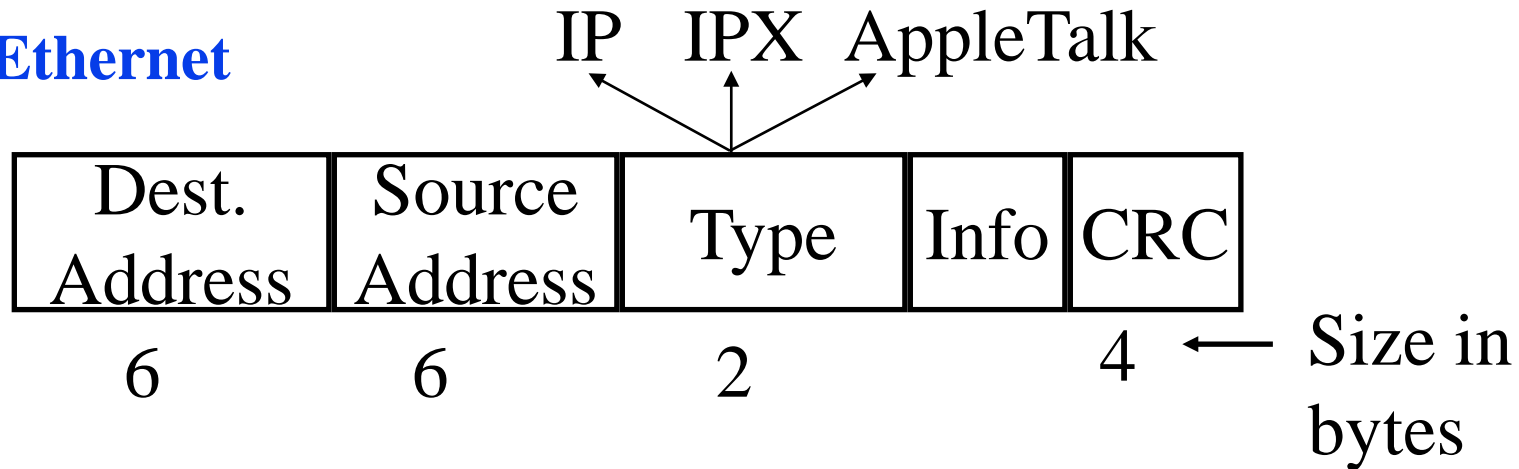 Ethernet
IP IPX AppleTalk
Dest. Address
Source Address
Type
Info
CRC
6 6 2 4
Size in
bytes